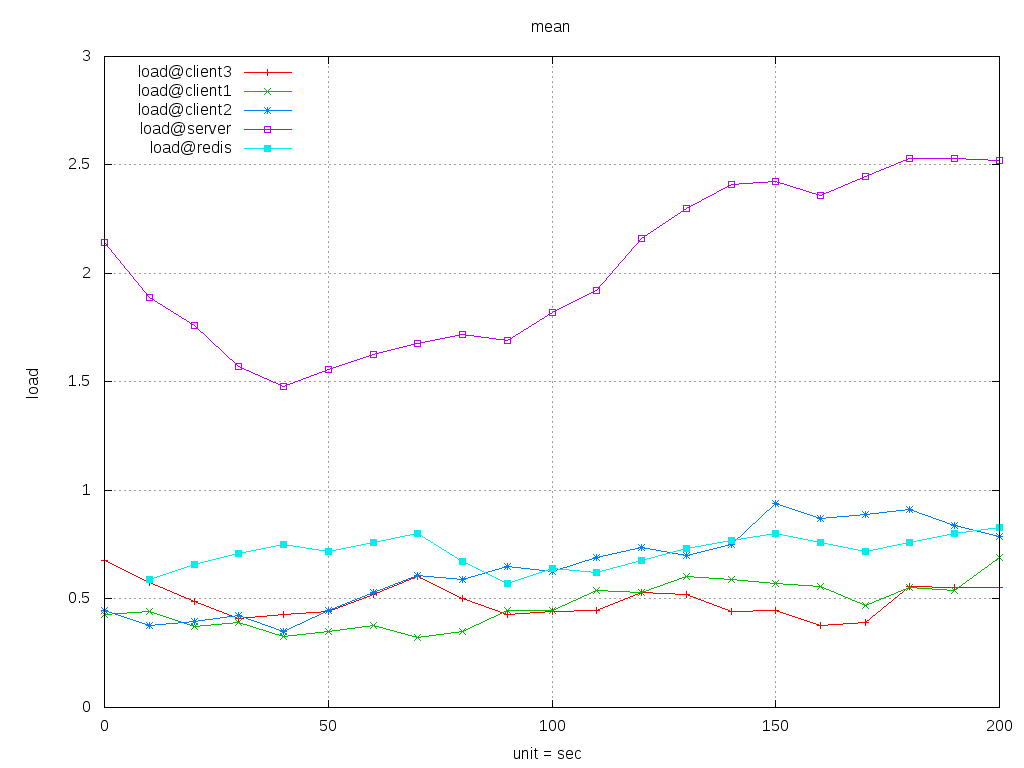 mean
3
load@client3
load@client1
load@client2
load@server
load@redis
2.5
2
1.5
load
1
0.5
0
0 50 100 150 200
unit = sec